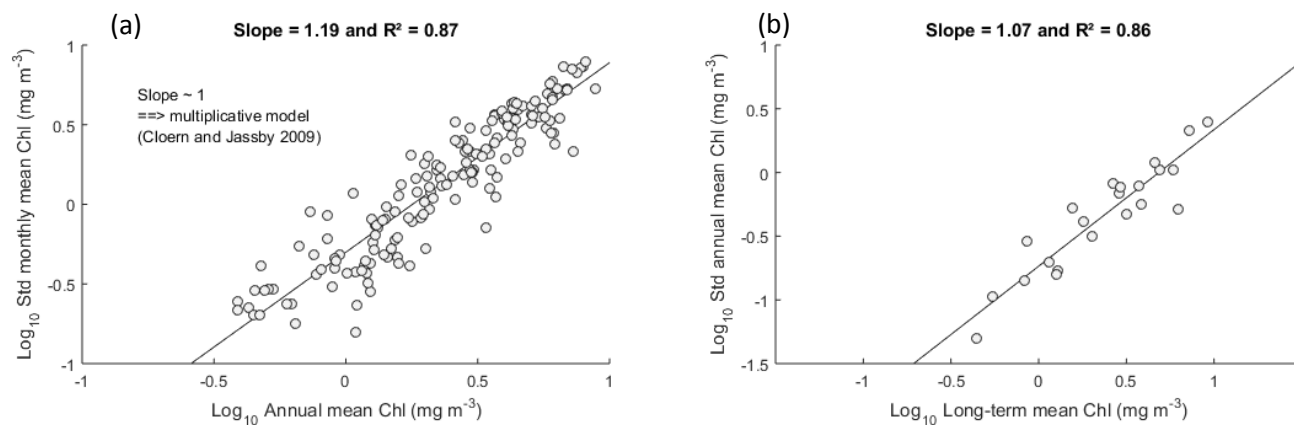 (a)
Slope = 1.19 and R² = 0.87
1
0.5
0
-0.5
-1
Log₁₀ Std monthly mean Chl (mg m⁻³)
Slope ~ 1
==> multiplicative model
(Cloern and Jassby 2009)
-1 -0.5 0 0.5 1
Log₁₀ Annual mean Chl (mg m⁻³)
(b)
Slope = 1.07 and R² = 0.86
1
0.5
0
-0.5
-1
-1.5
Log₁₀ Std annual mean Chl (mg m⁻³)
-1 -0.5 0 0.5 1
Log₁₀ Long-term mean Chl (mg m⁻³)